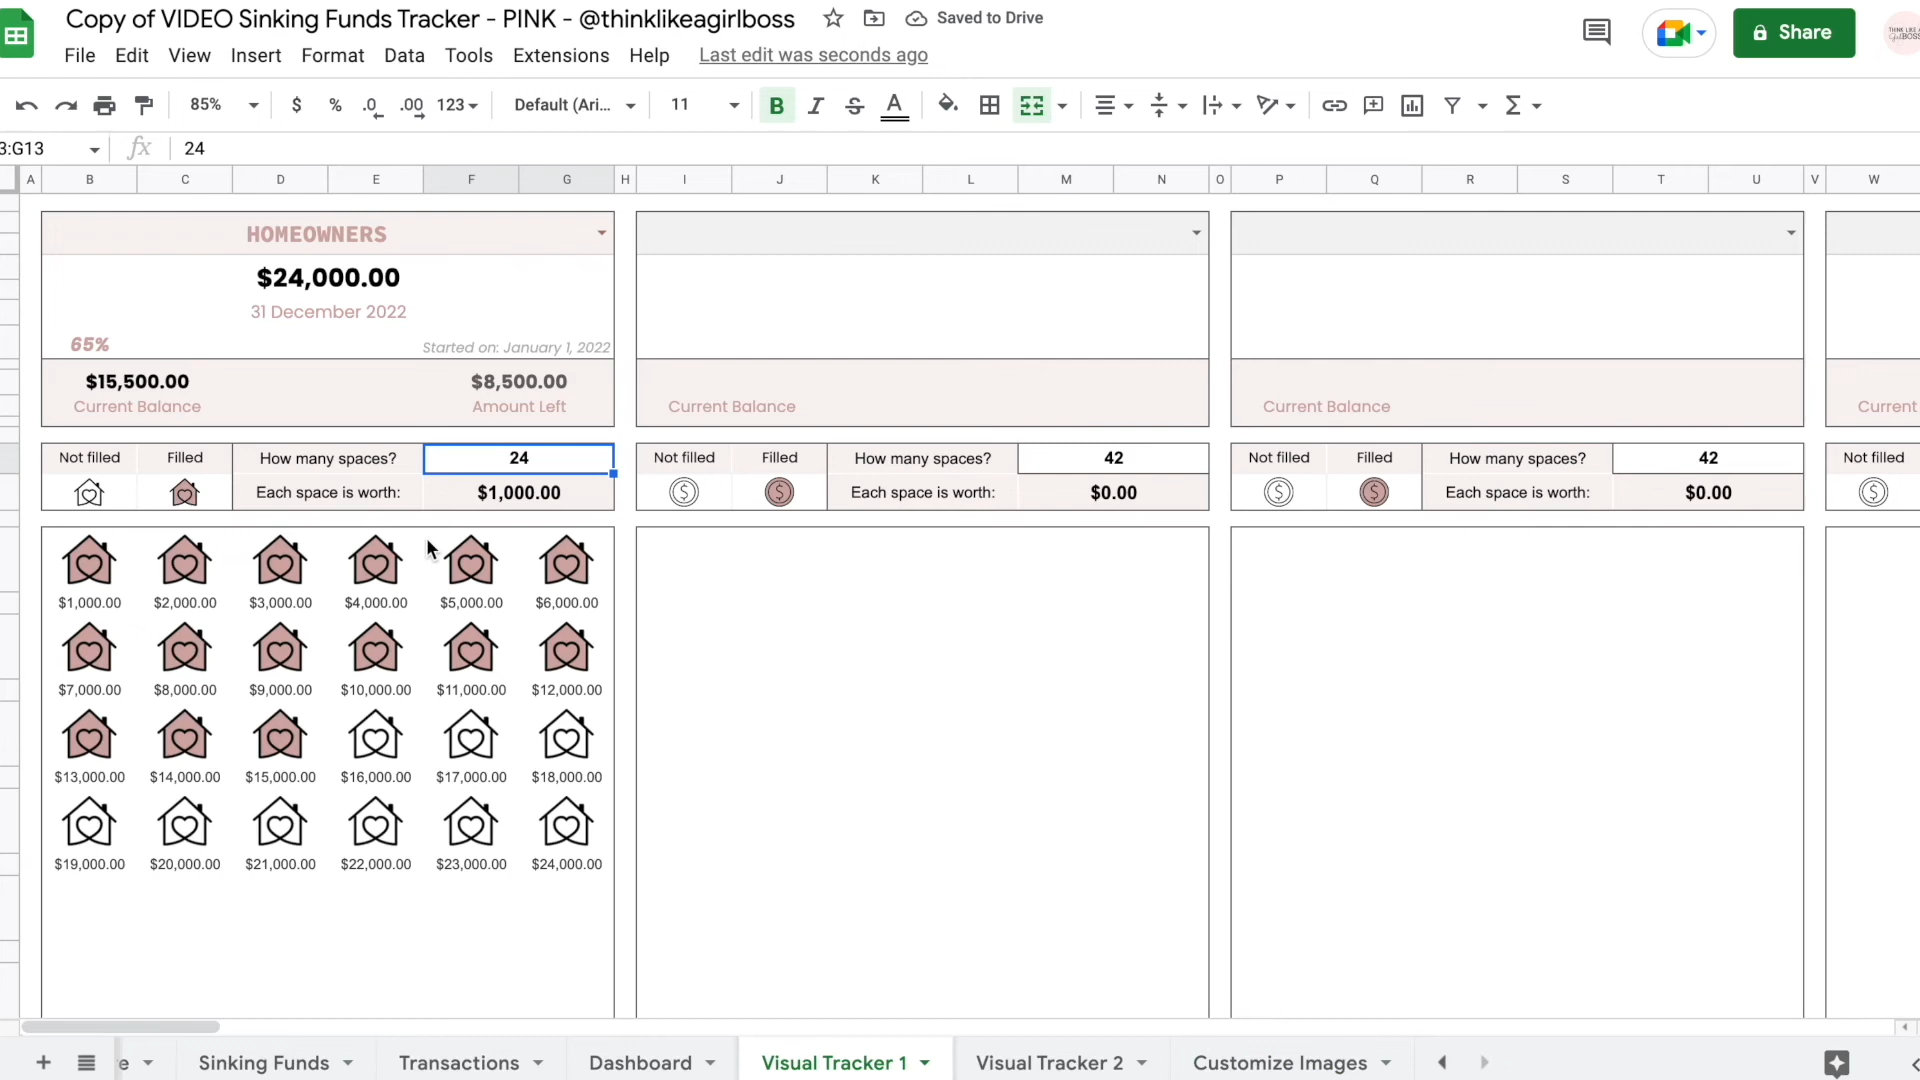 Copy of VIDEO Sinking Funds Tracker - PINK - @thinklikeagirlboss
Saved to Drive
Share
THINK LIKE A
File Edit View Insert Format Data Tools Extensions Help Last edit was seconds ago
85% $ % .0 .00 123 Default (Ari... 11 B I S A
3:G13 fx 24
A B C D E F G H I J K L M N O P Q R S T U V W
HOMEOWNERS
$24,000.00
31 December 2022
65% Started on: January 1, 2022
$15,500.00 $8,500.00
Current Balance Amount Left Current Balance Current Balance Current
Not filled Filled How many spaces? 24 Not filled Filled How many spaces? 42 Not filled Filled How many spaces? 42 Not filled
Each space is worth: $1,000.00 Each space is worth: $0.00 Each space is worth: $0.00
$1,000.00 $2,000.00 $3,000.00 $4,000.00 $5,000.00 $6,000.00
$7,000.00 $8,000.00 $9,000.00 $10,000.00 $11,000.00 $12,000.00
$13,000.00 $14,000.00 $15,000.00 $16,000.00 $17,000.00 $18,000.00
$19,000.00 $20,000.00 $21,000.00 $22,000.00 $23,000.00 $24,000.00
e Sinking Funds Transactions Dashboard Visual Tracker 1 Visual Tracker 2 Customize Images